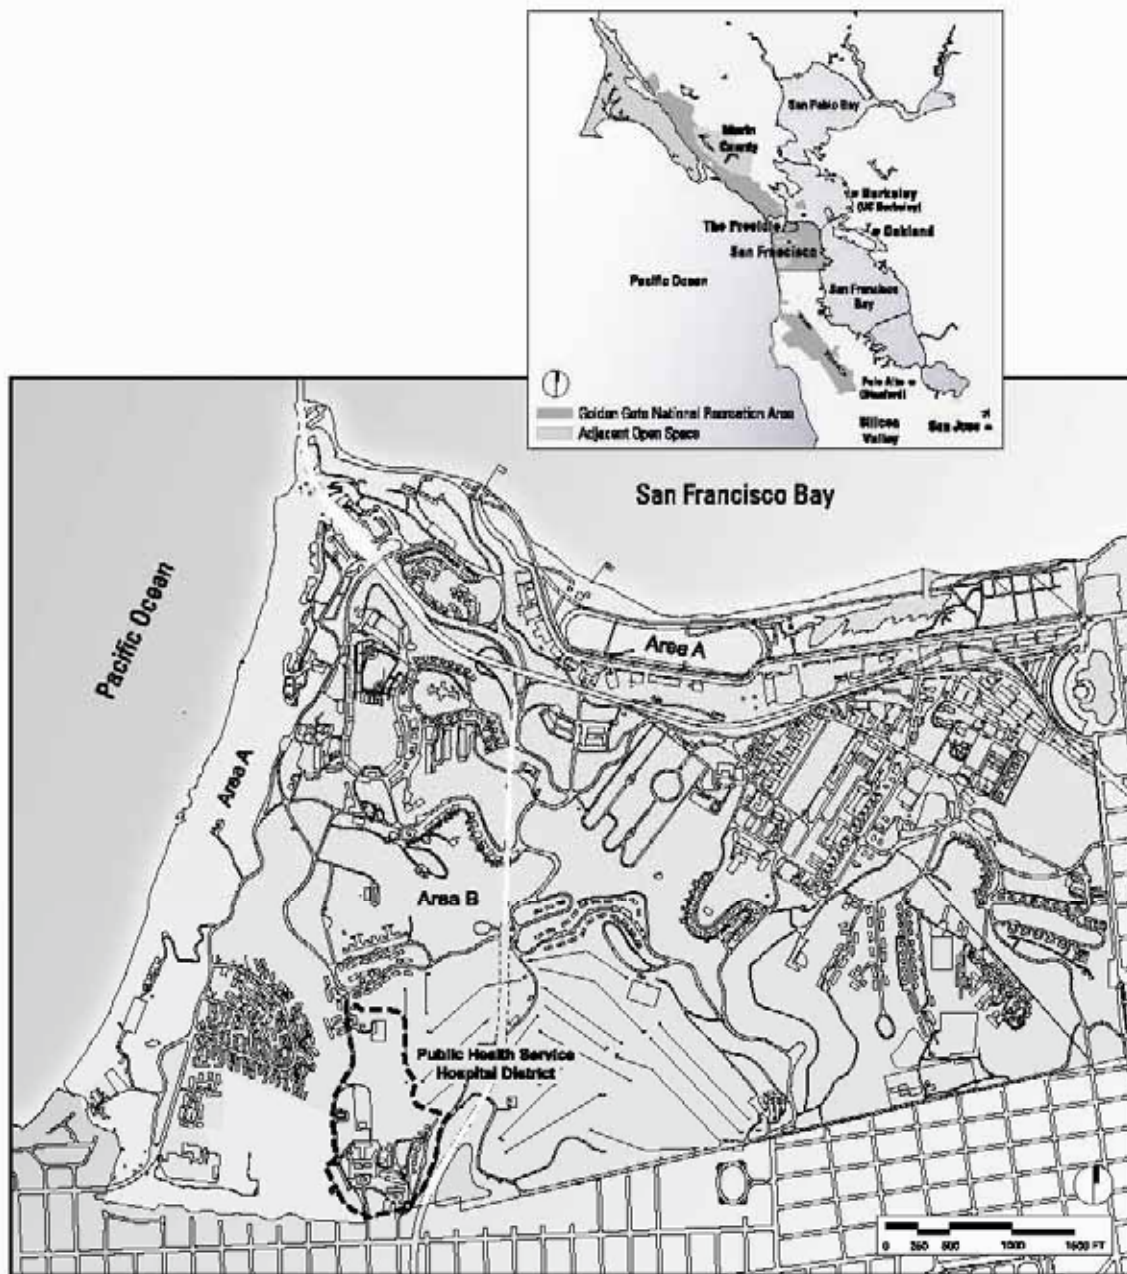 San Pablo Bay
Marin
County
Berkeley
(UC Berkeley)
The Presidio
Oakland
San Francisco
Pacific Ocean
San Francisco
Bay
Palo Alto
(Stanford)
Golden Gate National Recreation Area
Adjacent Open Space
Silicon
Valley
San Jose
San Francisco Bay
Pacific Ocean
Area A
Area A
Area B
Public Health Service
Hospital District
0 250 500 1000 1500 FT